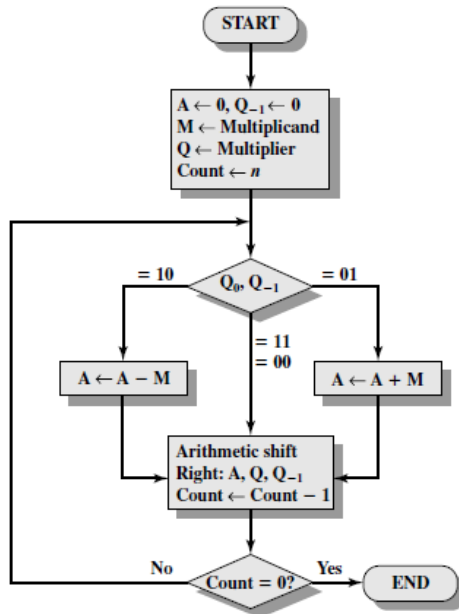 START
A ← 0, Q₋₁ ← 0
M ← Multiplicand
Q ← Multiplier
Count ← n
= 10
Q₀, Q₋₁
= 01
= 11
= 00
A ← A − M
A ← A + M
Arithmetic shift
Right: A, Q, Q₋₁
Count ← Count − 1
No
Count = 0?
Yes
END